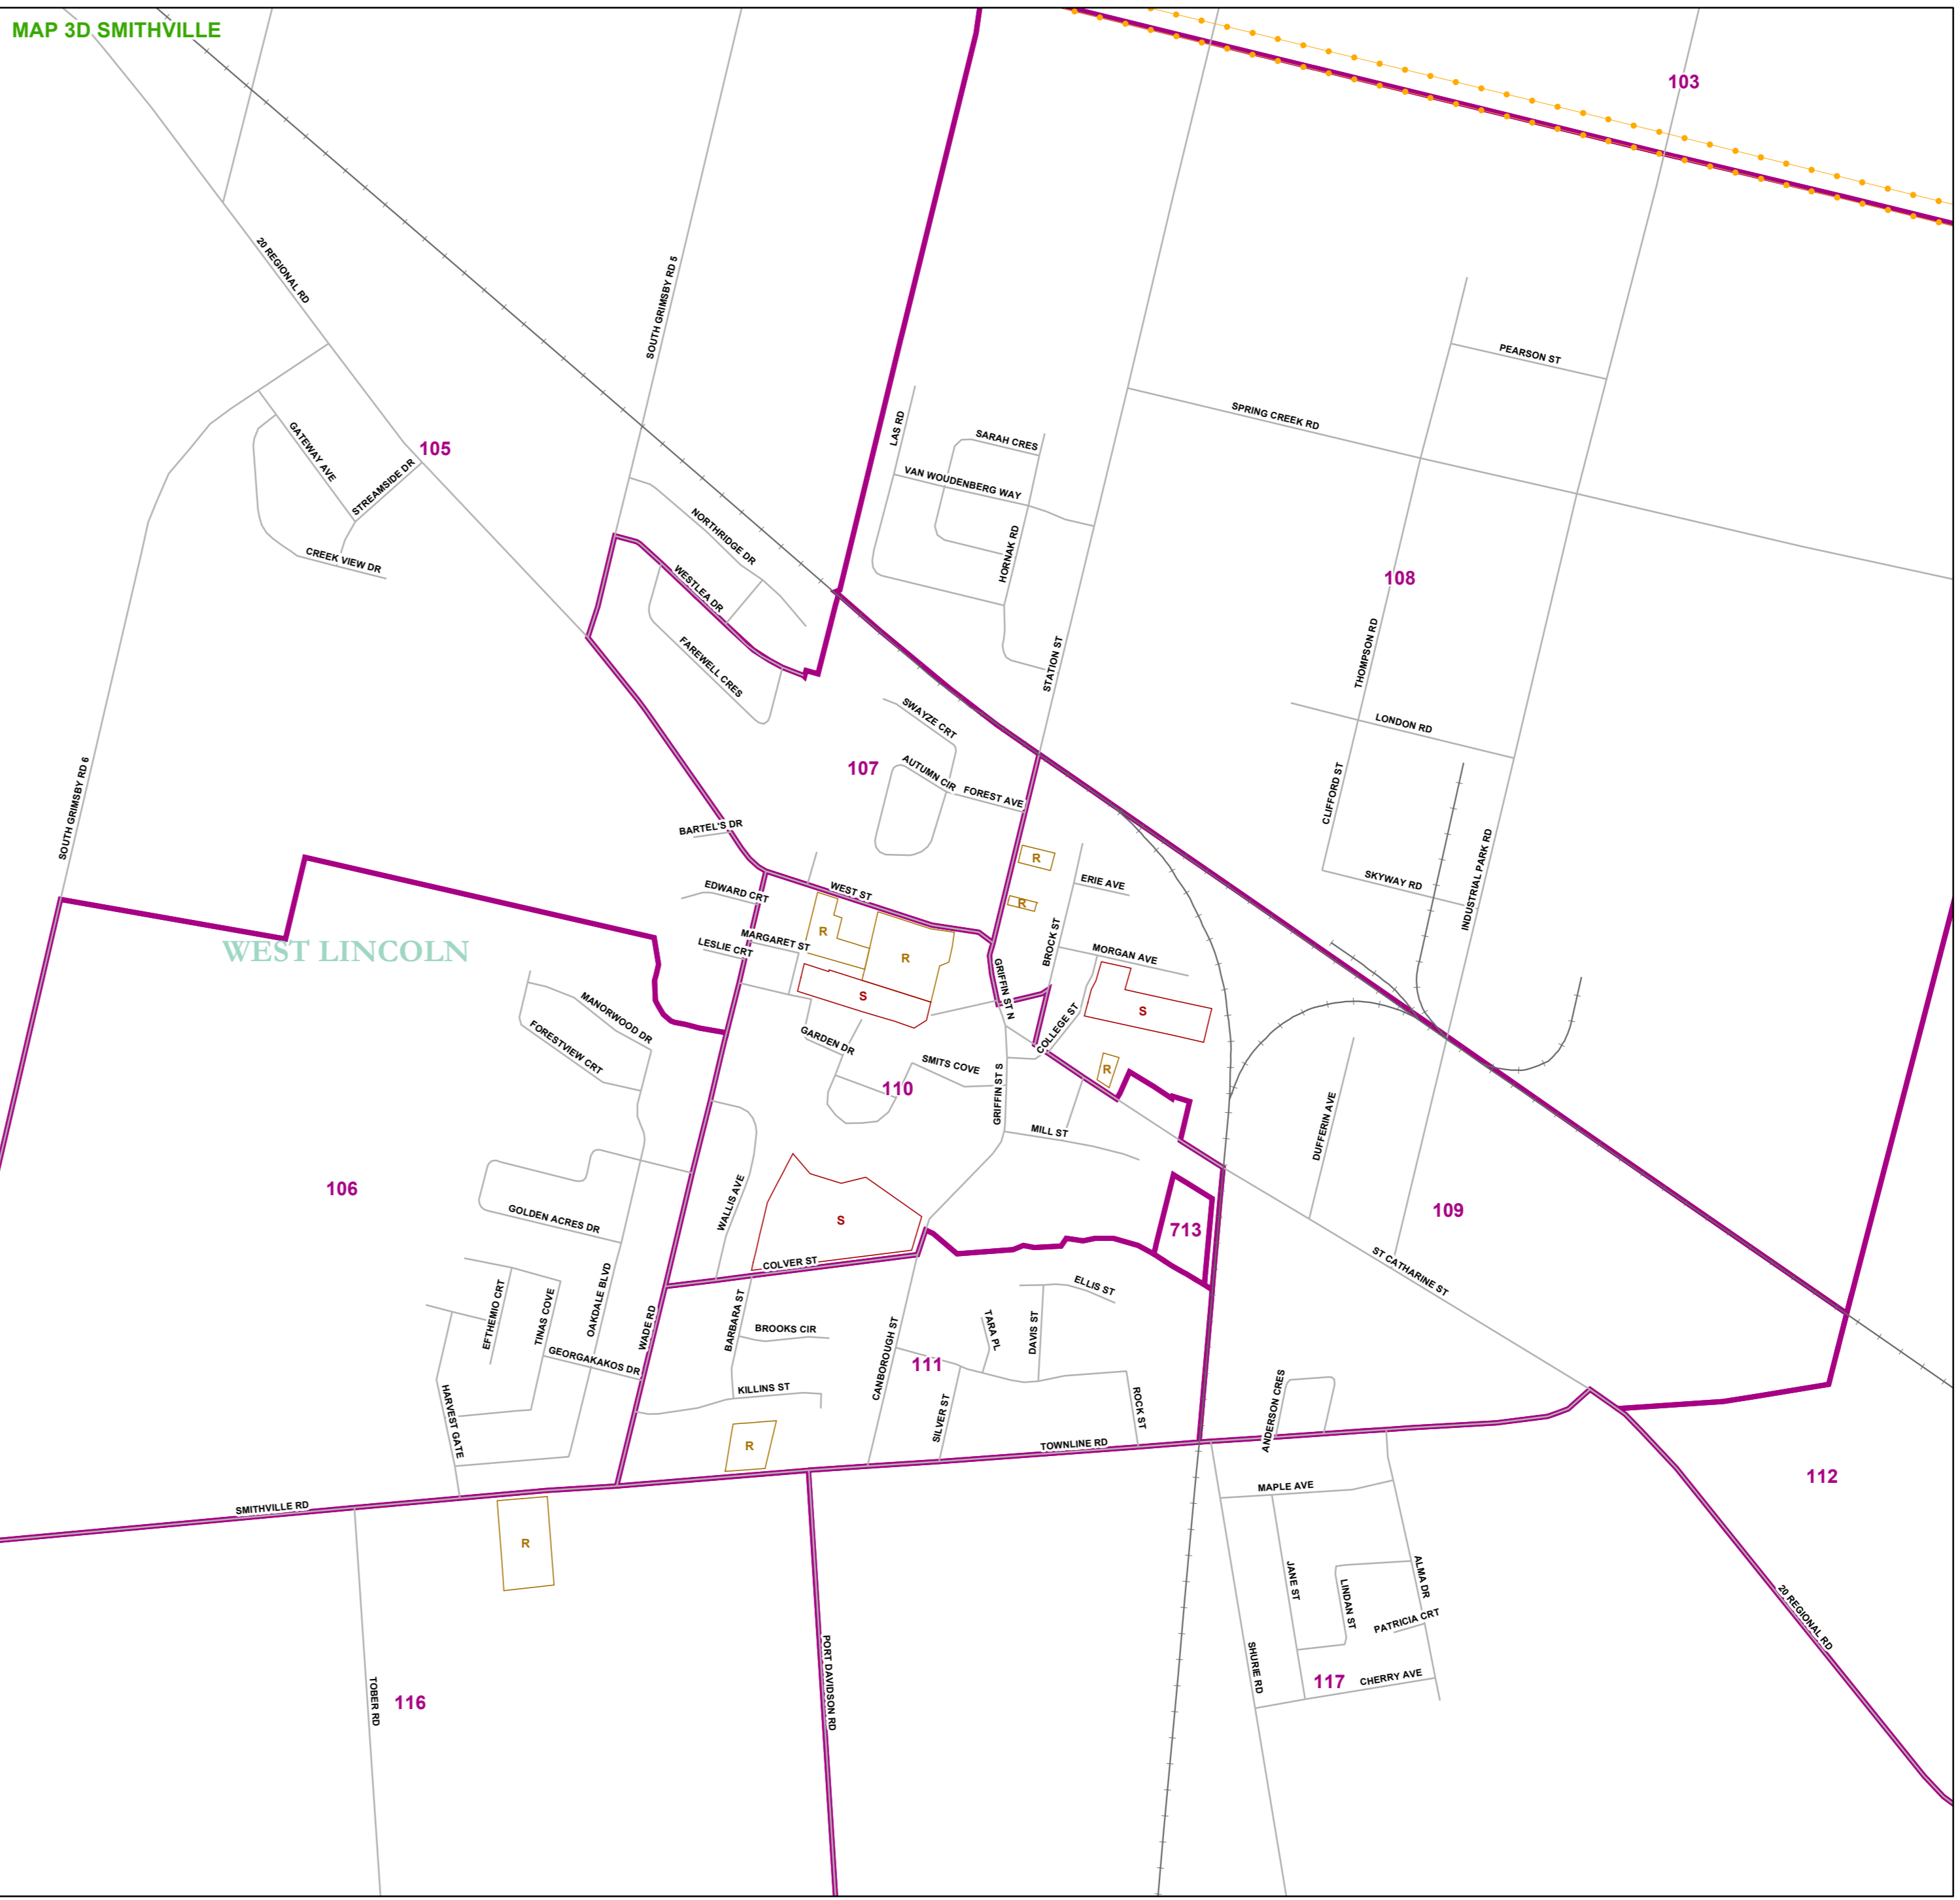 MAP 3D SMITHVILLE
103
20 REGIONAL RD
SOUTH GRIMSBY RD 5
PEARSON ST
SPRING CREEK RD
LAS RD
SARAH CRES
VAN WOUDENBERG WAY
HORNAK RD
GATEWAY AVE
105
STREAMSIDE DR
CREEK VIEW DR
NORTHRIDGE DR
WESTLEA DR
FAREWELL CRES
108
THOMPSON RD
STATION ST
LONDON RD
SWAYZE CRT
107
AUTUMN CIR
FOREST AVE
CLIFFORD ST
SOUTH GRIMSBY RD 6
BARTEL'S DR
R
ERIE AVE
SKYWAY RD
INDUSTRIAL PARK RD
EDWARD CRT
WEST ST
R
R
MARGARET ST
LESLIE CRT
R
BROCK ST
MORGAN AVE
WEST LINCOLN
S
GRIFFIN ST N
S
MANORWOOD DR
FORESTVIEW CRT
GARDEN DR
COLLEGE ST
SMITS COVE
R
110
GRIFFIN ST S
MILL ST
DUFFERIN AVE
106
WALLIS AVE
S
713
109
GOLDEN ACRES DR
COLVER ST
ST CATHARINE ST
EFTHEMIO CRT
TINAS COVE
OAKDALE BLVD
WADE RD
BARBARA ST
BROOKS CIR
ELLIS ST
TARA PL
DAVIS ST
CANBOROUGH ST
GEORGAKAKOS DR
111
HARVEST GATE
KILLINS ST
SILVER ST
ROCK ST
ANDERSON CRES
R
TOWNLINE RD
112
SMITHVILLE RD
MAPLE AVE
R
JANE ST
LINDAN ST
ALMA DR
PATRICIA CRT
20 REGIONAL RD
TOBER RD
116
PORT DAVIDSON RD
SHURIE RD
117
CHERRY AVE